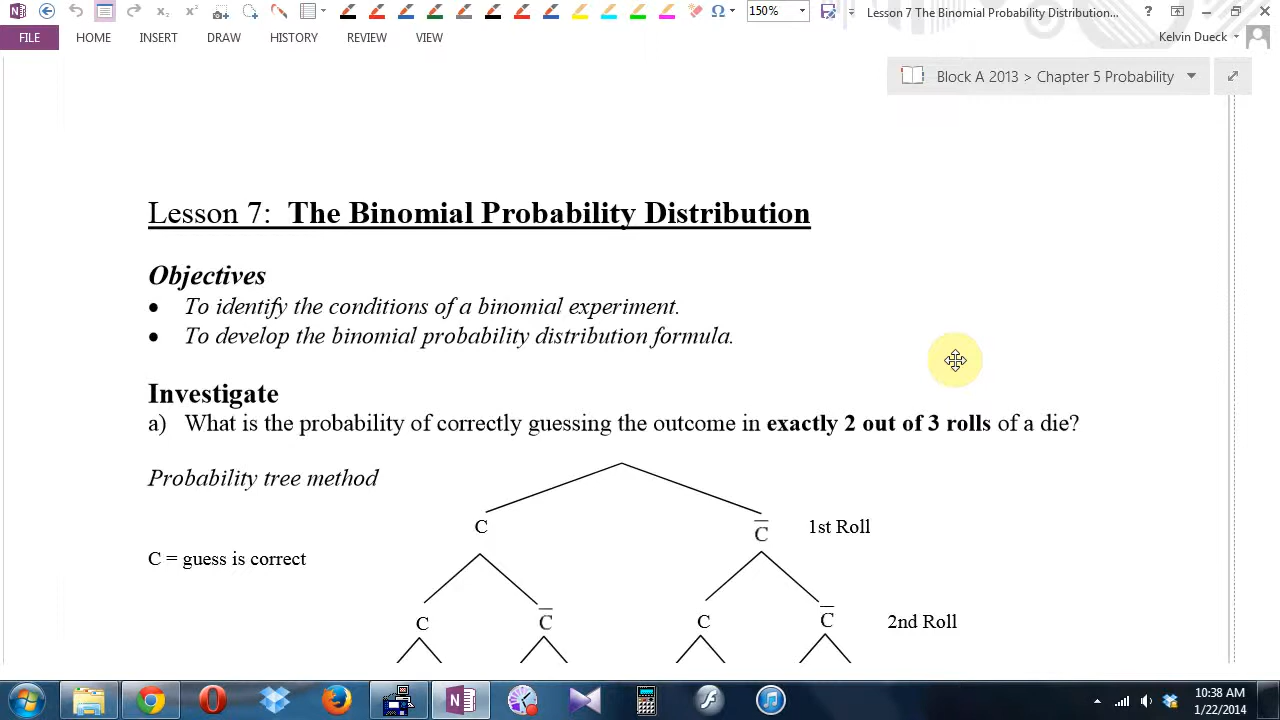 150%
Lesson 7 The Binomial Probability Distribution...
FILE HOME INSERT DRAW HISTORY REVIEW VIEW
Kelvin Dueck
Block A 2013 > Chapter 5 Probability
Lesson 7: The Binomial Probability Distribution
Objectives
• To identify the conditions of a binomial experiment.
• To develop the binomial probability distribution formula.
Investigate
a) What is the probability of correctly guessing the outcome in exactly 2 out of 3 rolls of a die?
Probability tree method
C C̅ 1st Roll
C = guess is correct
C C̅ C C̅ 2nd Roll
10:38 AM
1/22/2014